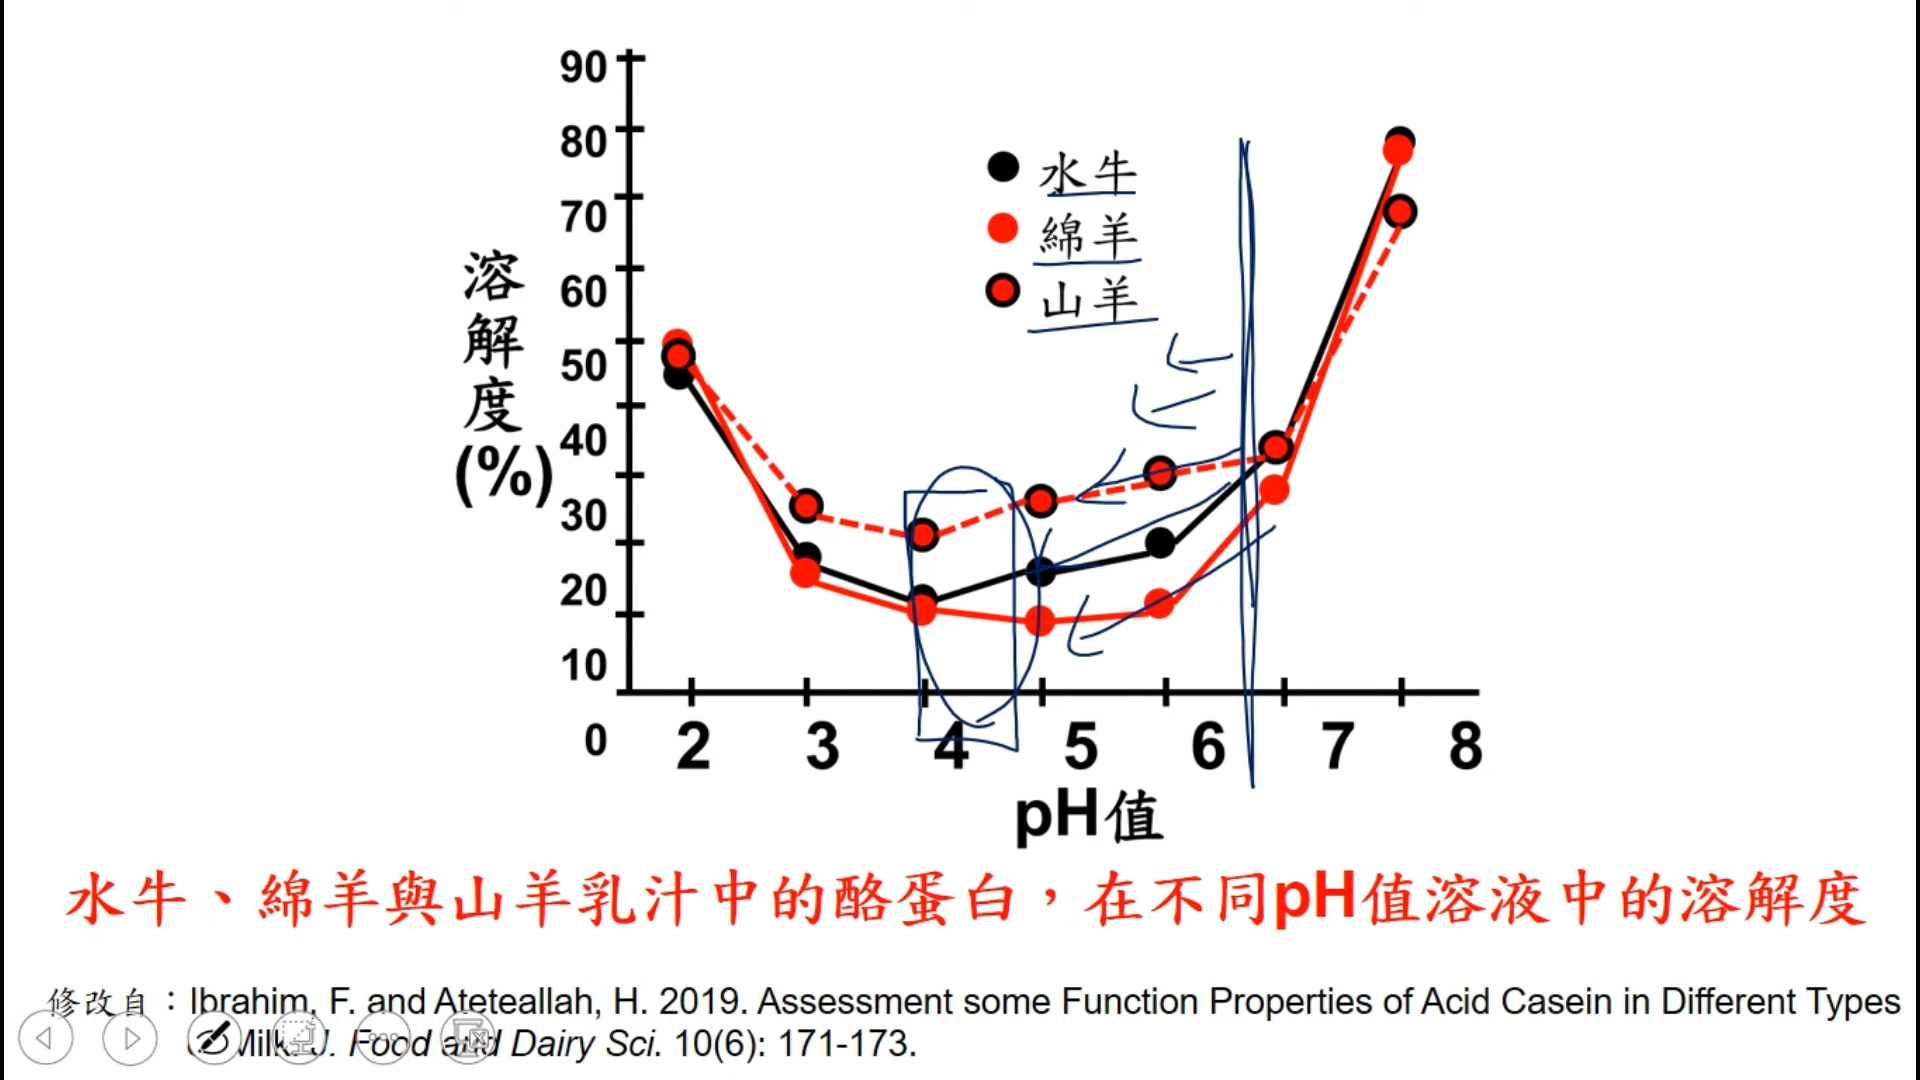 90
80
70
60
50
40
30
20
10
0
溶解度(%)
水牛
綿羊
山羊
2 3 4 5 6 7 8
pH值
水牛、綿羊與山羊乳汁中的酪蛋白，在不同pH值溶液中的溶解度
修改自：Ibrahim, F. and Ateteallah, H. 2019. Assessment some Function Properties of Acid Casein in Different Types
Milk. J. Food and Dairy Sci. 10(6): 171-173.